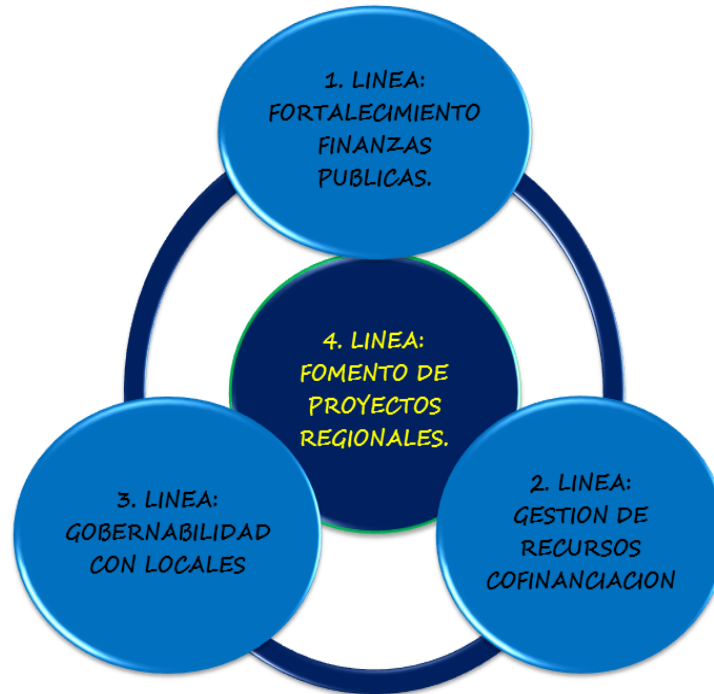 1. LINEA:
FORTALECIMIENTO
FINANZAS
PUBLICAS.
4. LINEA:
FOMENTO DE
PROYECTOS
REGIONALES.
3. LINEA:
GOBERNABILIDAD
CON LOCALES
2. LINEA:
GESTION DE
RECURSOS
COFINANCIACION